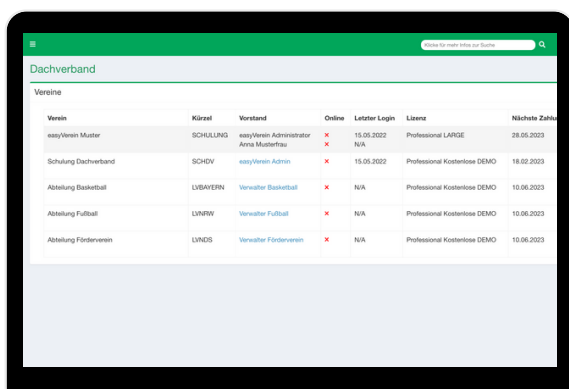 Klicke für mehr Infos zur Suche
Dachverband
Vereine
Verein Kürzel Vorstand Online Letzter Login Lizenz Nächste Zahlu
easyVerein Muster SCHULUNG easyVerein Administrator 15.05.2022 Professional LARGE 28.05.2023
Anna Musterfrau N/A
Schulung Dachverband SCHDV easyVerein Admin 15.05.2022 Professional Kostenlose DEMO 18.02.2023
Abteilung Basketball LVBAYERN Verwalter Basketball N/A Professional Kostenlose DEMO 10.06.2023
Abteilung Fußball LVNRW Verwalter Fußball N/A Professional Kostenlose DEMO 10.06.2023
Abteilung Förderverein LVNDS Verwalter Förderverein N/A Professional Kostenlose DEMO 10.06.2023